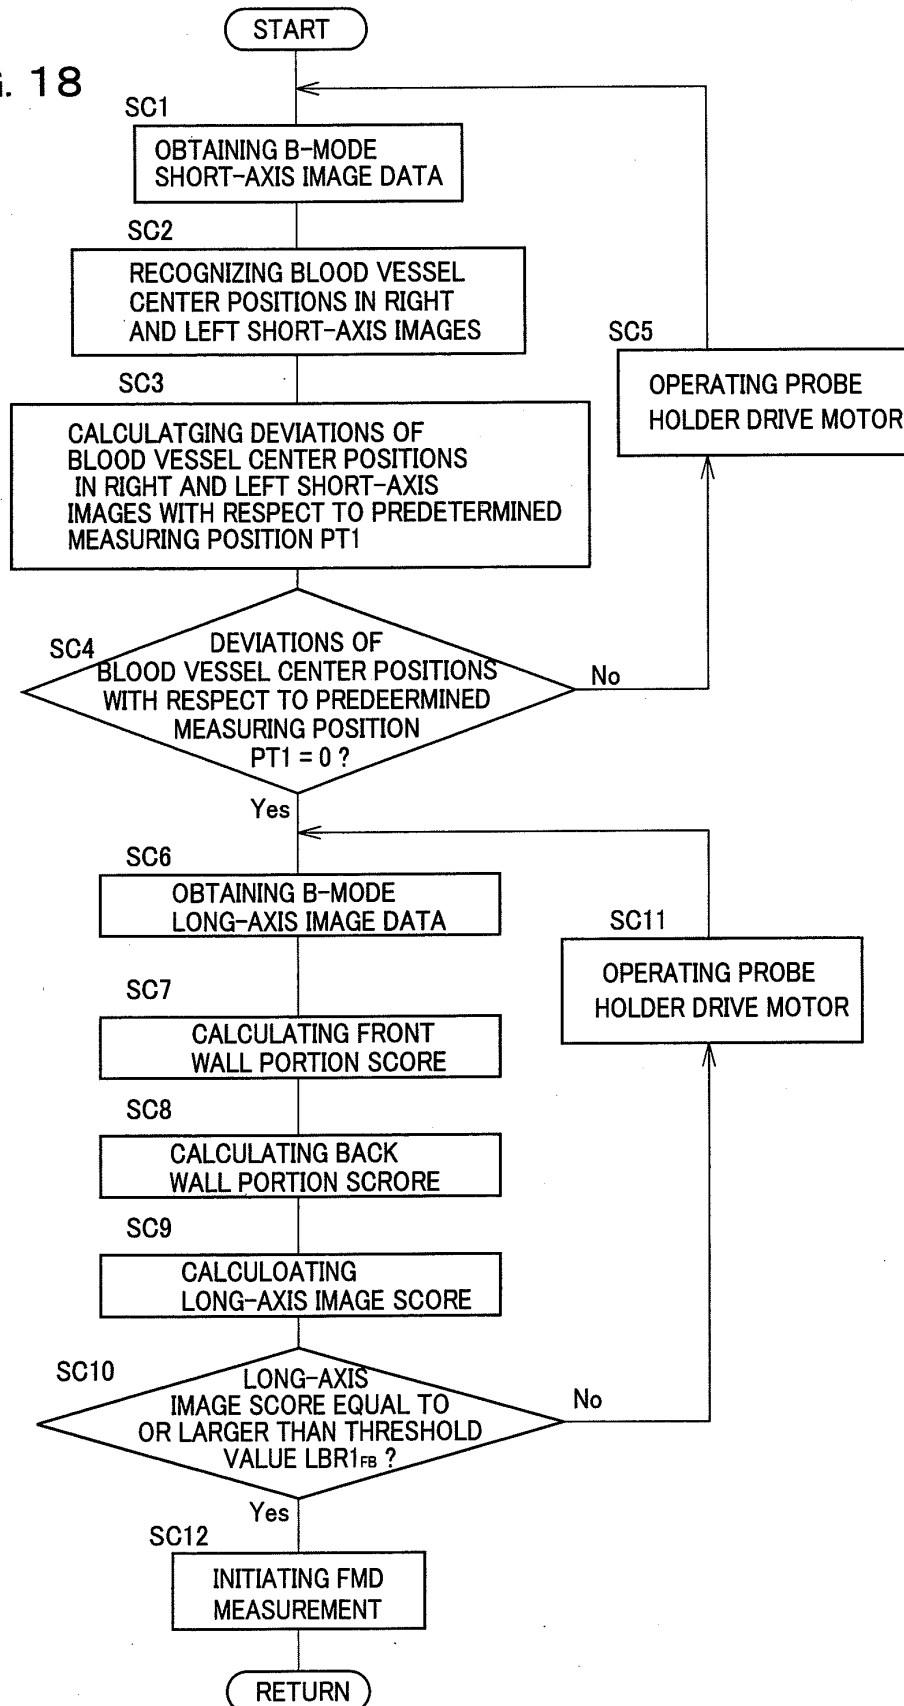 START
G. 18
SC1
OBTAINING B-MODE
SHORT-AXIS IMAGE DATA
SC2
RECOGNIZING BLOOD VESSEL
CENTER POSITIONS IN RIGHT
AND LEFT SHORT-AXIS IMAGES
SC5
OPERATING PROBE
HOLDER DRIVE MOTOR
SC3
CALCULATGING DEVIATIONS OF
BLOOD VESSEL CENTER POSITIONS
IN RIGHT AND LEFT SHORT-AXIS
IMAGES WITH RESPECT TO PREDETERMINED
MEASURING POSITION PT1
SC4
DEVIATIONS OF
BLOOD VESSEL CENTER POSITIONS
WITH RESPECT TO PREDEERMINED
MEASURING POSITION
PT1 = 0 ?
No
Yes
SC6
OBTAINING B-MODE
LONG-AXIS IMAGE DATA
SC11
OPERATING PROBE
HOLDER DRIVE MOTOR
SC7
CALCULATING FRONT
WALL PORTION SCORE
SC8
CALCULATING BACK
WALL PORTION SCRORE
SC9
CALCULOATING
LONG-AXIS IMAGE SCORE
SC10
LONG-AXIS
IMAGE SCORE EQUAL TO
OR LARGER THAN THRESHOLD
VALUE LBR1FB ?
No
Yes
SC12
INITIATING FMD
MEASUREMENT
RETURN